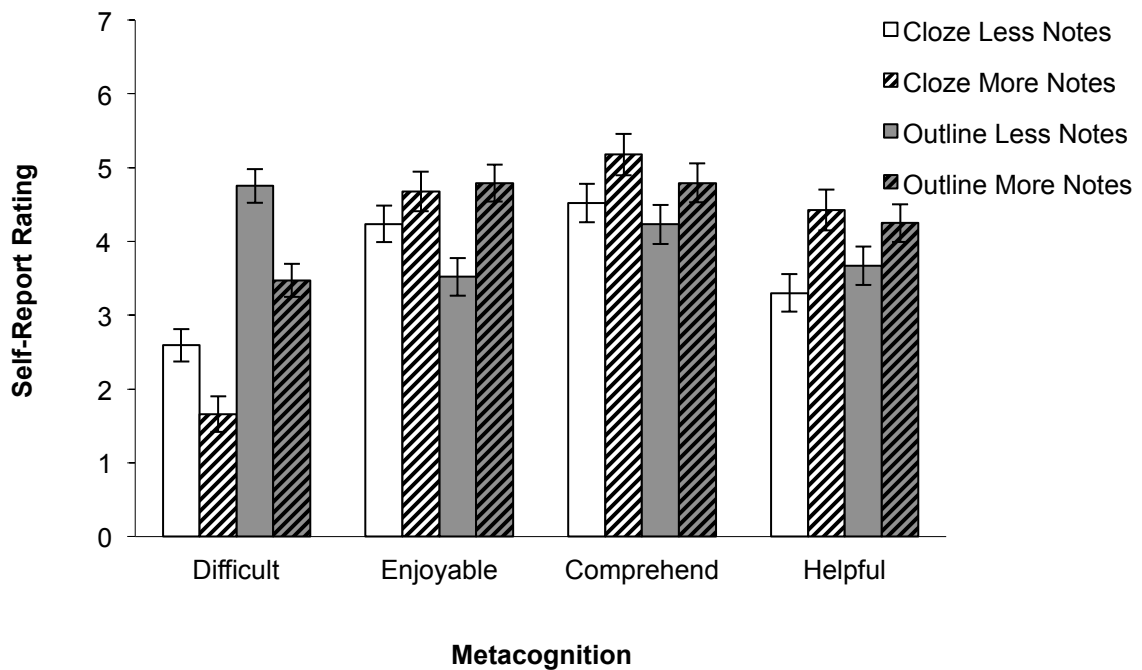 7
6
5
4
3
2
1
0
Self-Report Rating
Difficult
Enjoyable
Comprehend
Helpful
Metacognition
Cloze Less Notes
Cloze More Notes
Outline Less Notes
Outline More Notes